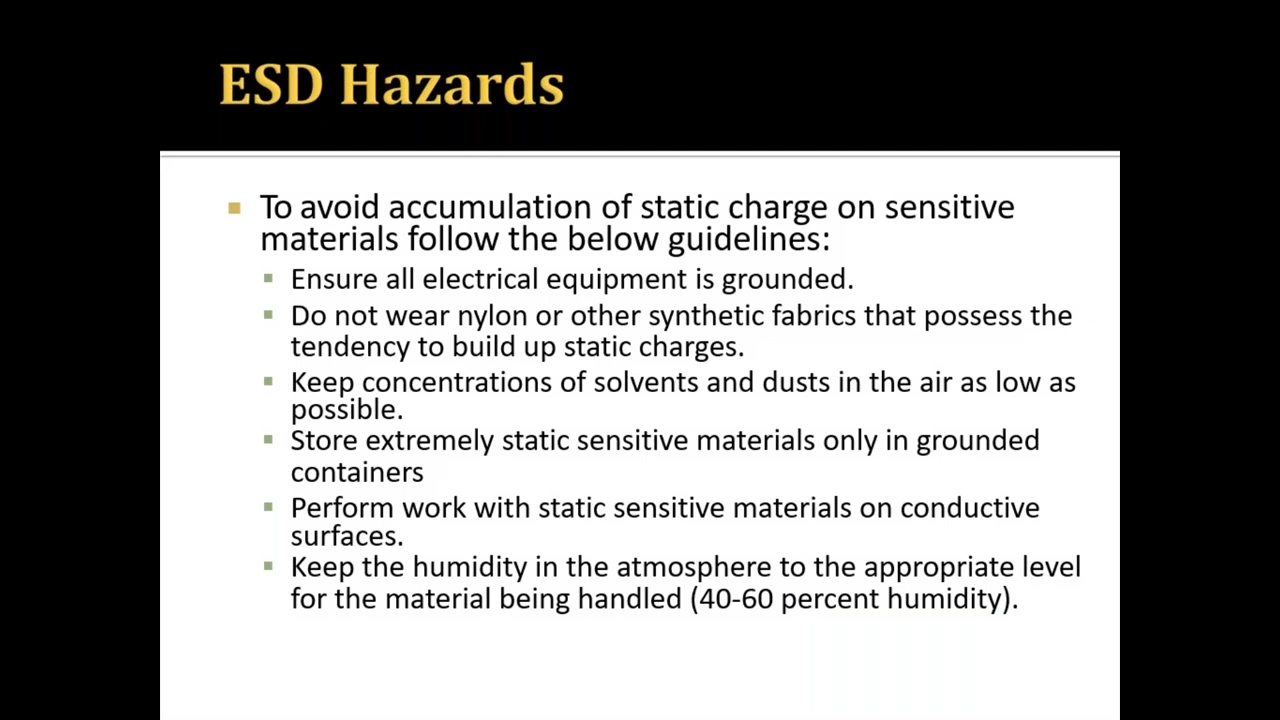 ESD Hazards
To avoid accumulation of static charge on sensitive
materials follow the below guidelines:
Ensure all electrical equipment is grounded.
Do not wear nylon or other synthetic fabrics that possess the
tendency to build up static charges.
Keep concentrations of solvents and dusts in the air as low as
possible.
Store extremely static sensitive materials only in grounded
containers
Perform work with static sensitive materials on conductive
surfaces.
Keep the humidity in the atmosphere to the appropriate level
for the material being handled (40-60 percent humidity).